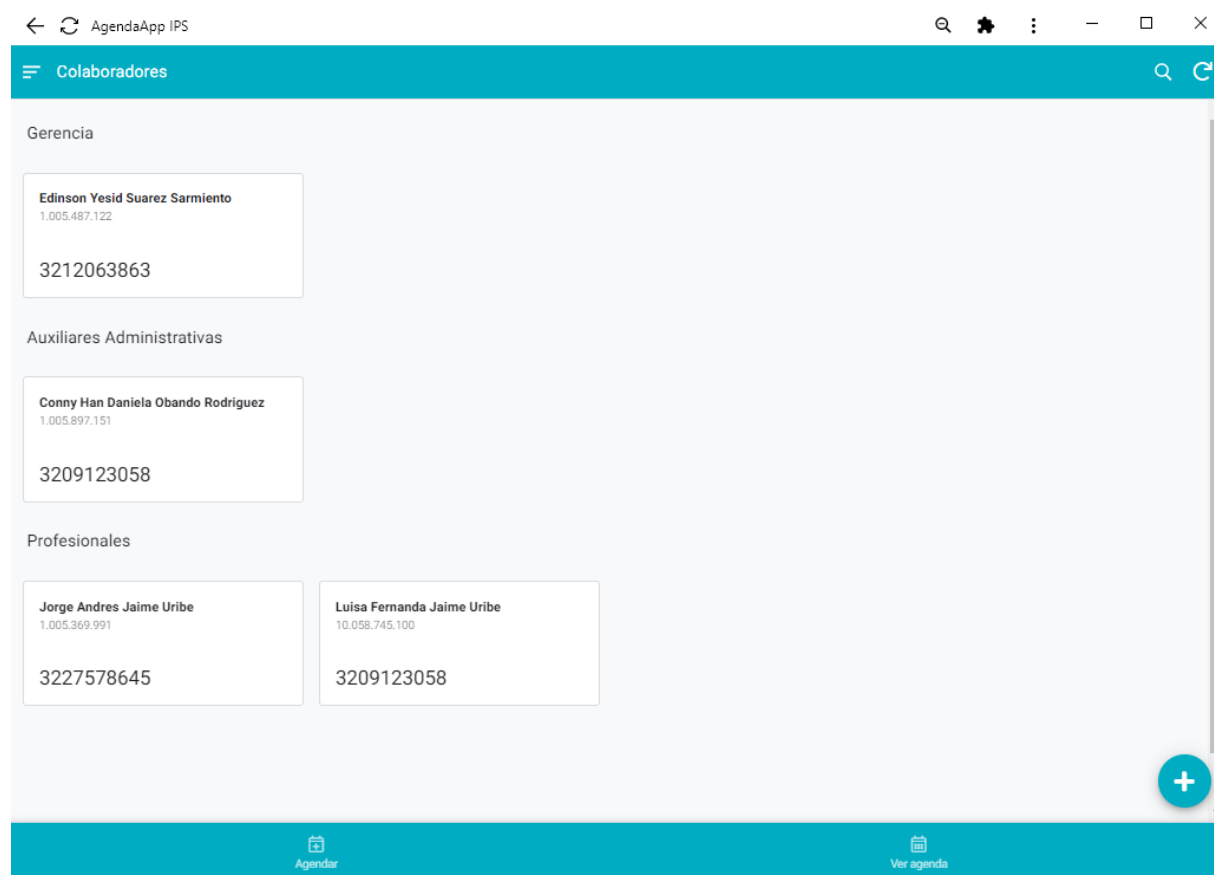 AgendaApp IPS
Colaboradores
Gerencia
Edinson Yesid Suarez Sarmiento
1.005.487.122
3212063863
Auxiliares Administrativas
Conny Han Daniela Obando Rodriguez
1.005.897.151
3209123058
Profesionales
Jorge Andres Jaime Uribe
1.005.369.991
3227578645
Luisa Fernanda Jaime Uribe
10.058.745.100
3209123058
Agendar
Ver agenda